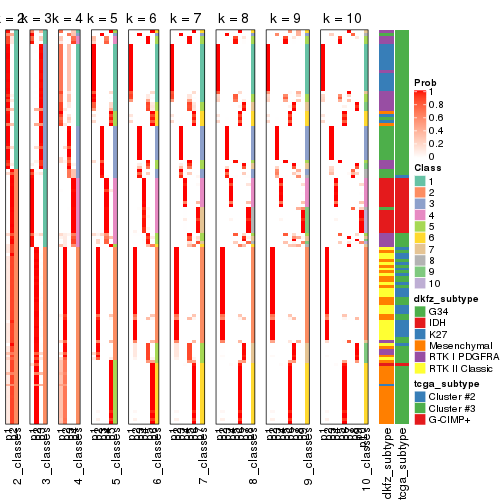 k = 2 k = 3 k = 4 k = 5 k = 6 k = 7 k = 8 k = 9 k = 10
Prob
1
0.8
0.6
0.4
0.2
0
Class
1
2
3
4
5
6
7
8
9
10
dkfz_subtype
G34
IDH
K27
Mesenchymal
RTK I PDGFRA
RTK II Classic
tcga_subtype
Cluster #2
Cluster #3
G-CIMP+
2_classes
3_classes
4_classes
5_classes
6_classes
7_classes
8_classes
9_classes
10_classes
dkfz_subtype
tcga_subtype